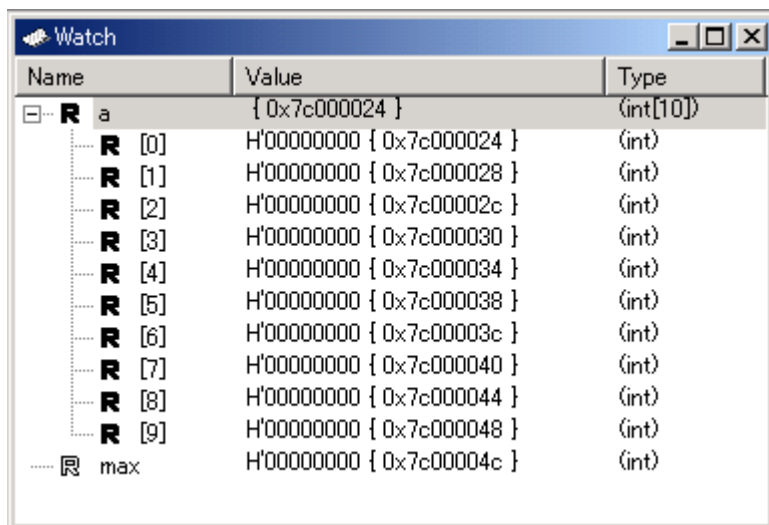 Watch
Name Value Type
R a { 0x7c000024 } (int[10])
R [0] H'00000000 { 0x7c000024 } (int)
R [1] H'00000000 { 0x7c000028 } (int)
R [2] H'00000000 { 0x7c00002c } (int)
R [3] H'00000000 { 0x7c000030 } (int)
R [4] H'00000000 { 0x7c000034 } (int)
R [5] H'00000000 { 0x7c000038 } (int)
R [6] H'00000000 { 0x7c00003c } (int)
R [7] H'00000000 { 0x7c000040 } (int)
R [8] H'00000000 { 0x7c000044 } (int)
R [9] H'00000000 { 0x7c000048 } (int)
R max H'00000000 { 0x7c00004c } (int)